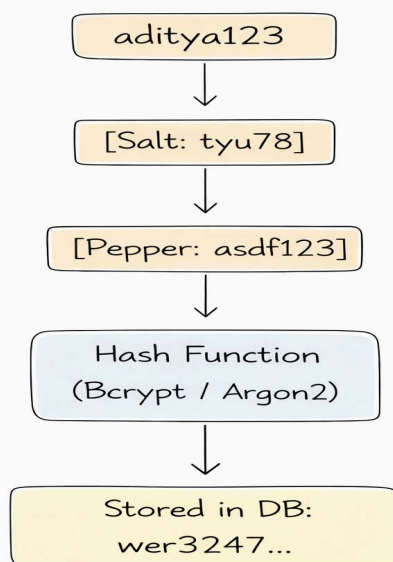 aditya123
[Salt: tyu78]
[Pepper: asdf123]
Hash Function
(Bcrypt / Argon2)
Stored in DB:
wer3247...